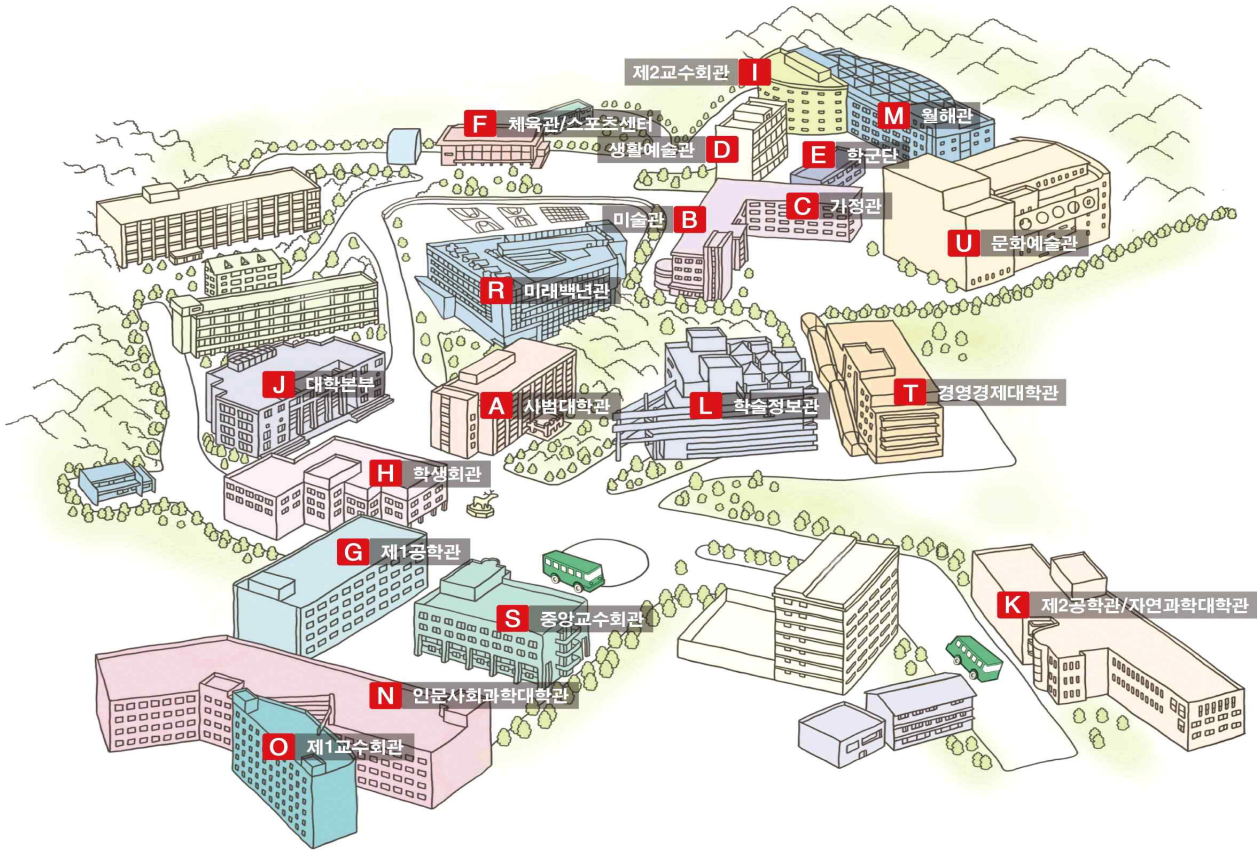 I 제2교수회관
M 월해관
F 체육관/스포츠센터
D 생활예술관
E 학군단
B 미술관
C 가정관
U 문화예술관
R 미래백년관
J 대학본부
A 사범대학관
L 학술정보관
T 경영경제대학관
H 학생회관
G 제1공학관
S 중앙교수회관
K 제2공학관/자연과학대학관
N 인문사회과학대학관
O 제1교수회관